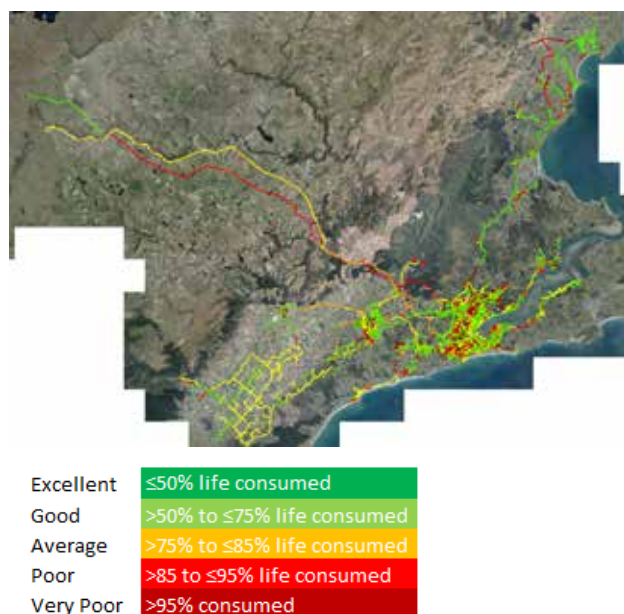 Excellent ≤50% life consumed
Good >50% to ≤75% life consumed
Average >75% to ≤85% life consumed
Poor >85 to ≤95% life consumed
Very Poor >95% consumed